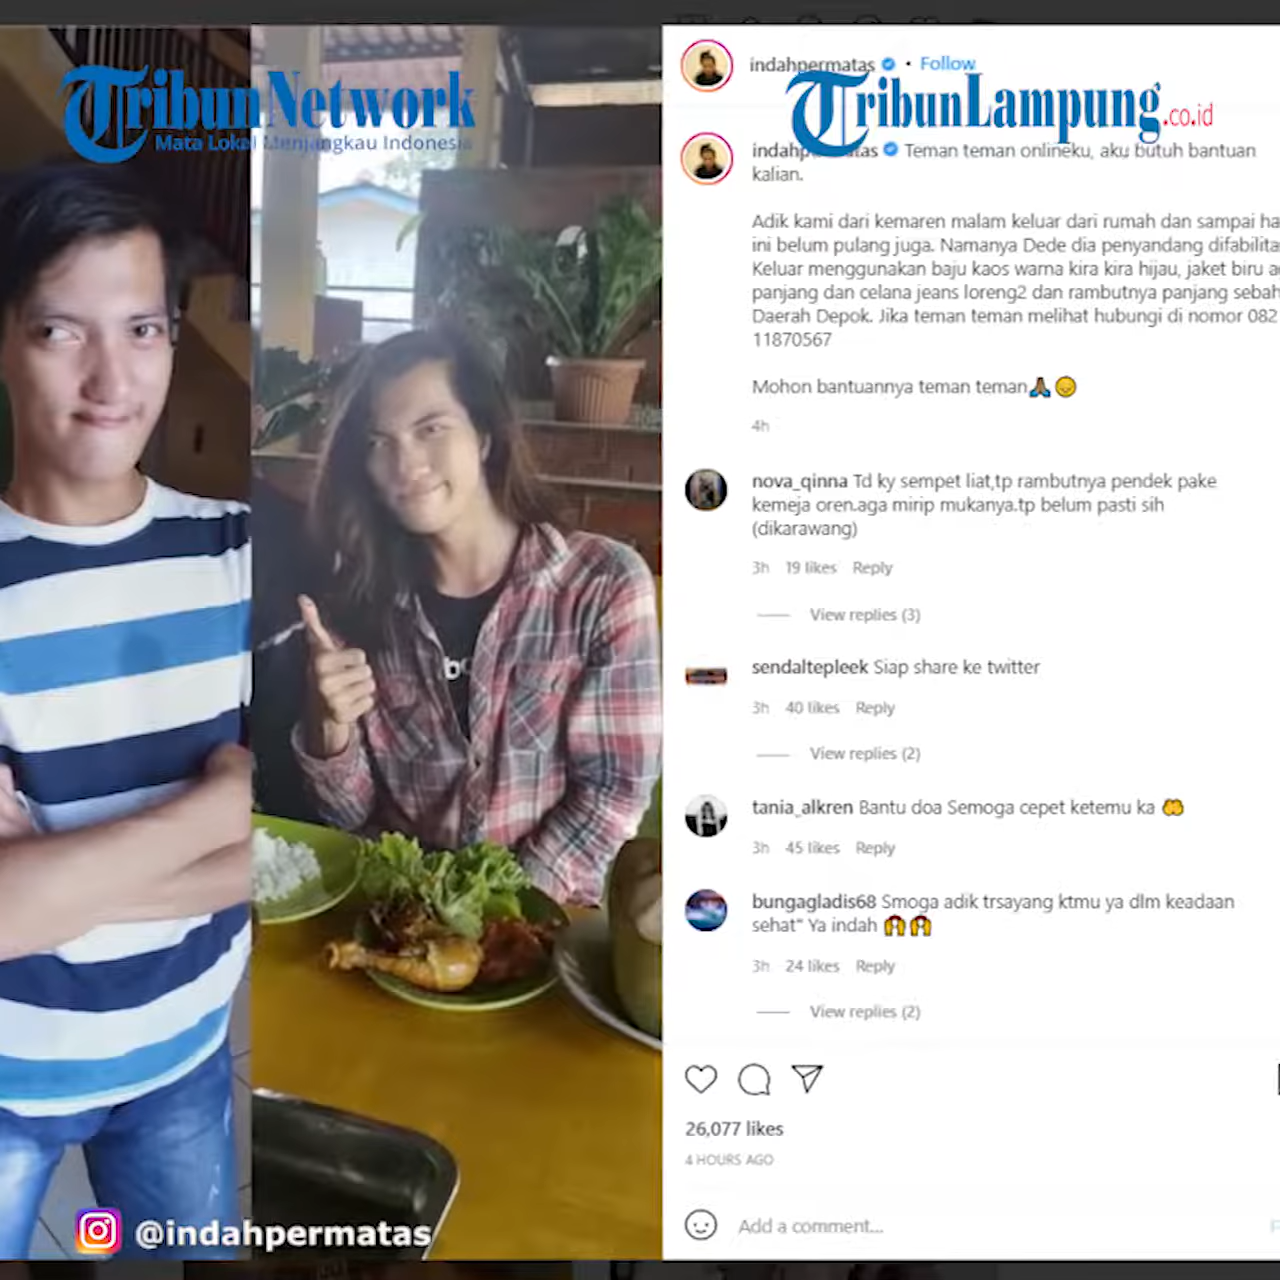 TribunNetwork
Mata Lokal Menjangkau Indonesia
indahpermatas • Follow
TribunLampung.co.id
Teman teman onlineku, aku butuh bantuan
kalian.
Adik kami dari kemaren malam keluar dari rumah dan sampai ha
ini belum pulang juga. Namanya Dede dia penyandang difabilita
Keluar menggunakan baju kaos warna kira kira hijau, jaket biru a
panjang dan celana jeans loreng2 dan rambutnya panjang sebah
Daerah Depok. Jika teman teman melihat hubungi di nomor 082
11870567
Mohon bantuannya teman teman🙏🏽😔
4h
nova_qinna Td ky sempet liat,tp rambutnya pendek pake
kemeja oren.aga mirip mukanya.tp belum pasti sih
(dikarawang)
3h 19 likes Reply
View replies (3)
sendaltepleek Siap share ke twitter
3h 40 likes Reply
View replies (2)
tania_alkren Bantu doa Semoga cepet ketemu ka 🤲
3h 45 likes Reply
bungagladis68 Smoga adik trsayang ktmu ya dlm keadaan
sehat" Ya indah 🙆🙆
3h 24 likes Reply
View replies (2)
26,077 likes
4 HOURS AGO
Add a comment...
@indahpermatas